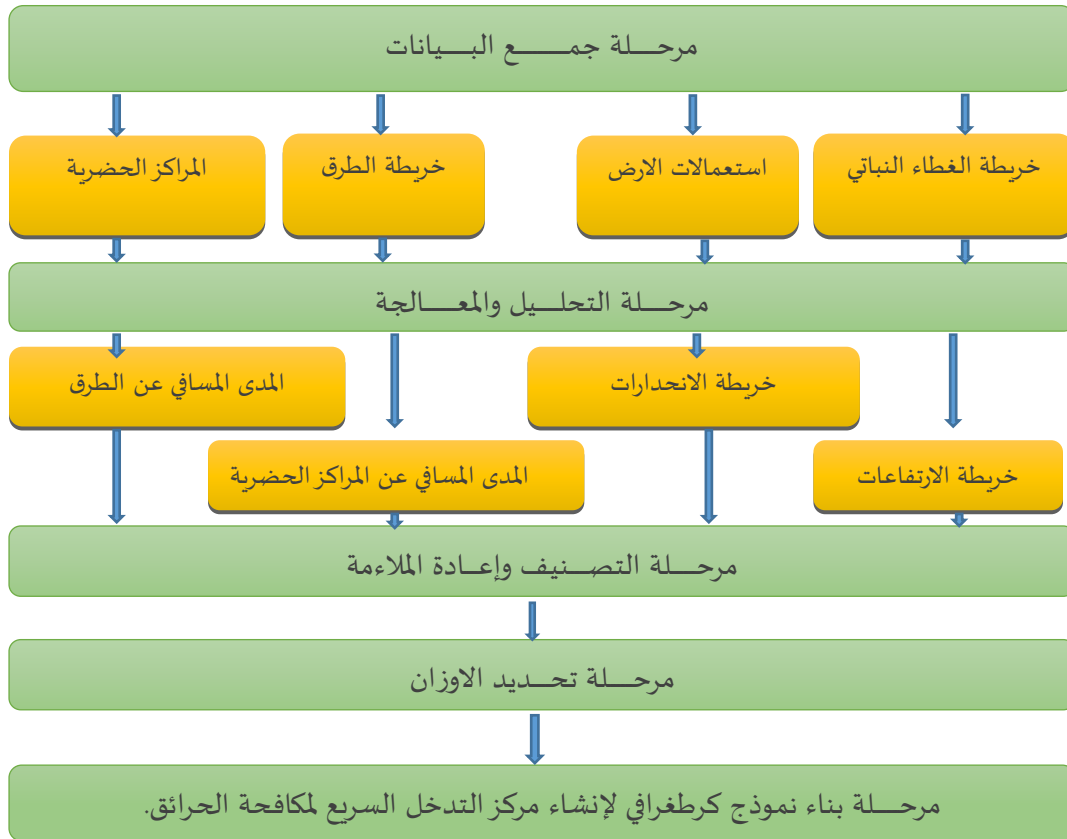 مرحلة جمع البيانات
خريطة الغطاء النباتي
استعمالات الارض
خريطة الطرق
المراكز الحضرية
مرحلة التحليل والمعالجة
خريطة الانحدارات
المدى المسافي عن الطرق
خريطة الارتفاعات
المدى المسافي عن المراكز الحضرية
مرحلة التصنيف وإعادة الملاءمة
مرحلة تحديد الاوزان
مرحلة بناء نموذج كرطغرافي لإنشاء مركز التدخل السريع لمكافحة الحرائق.